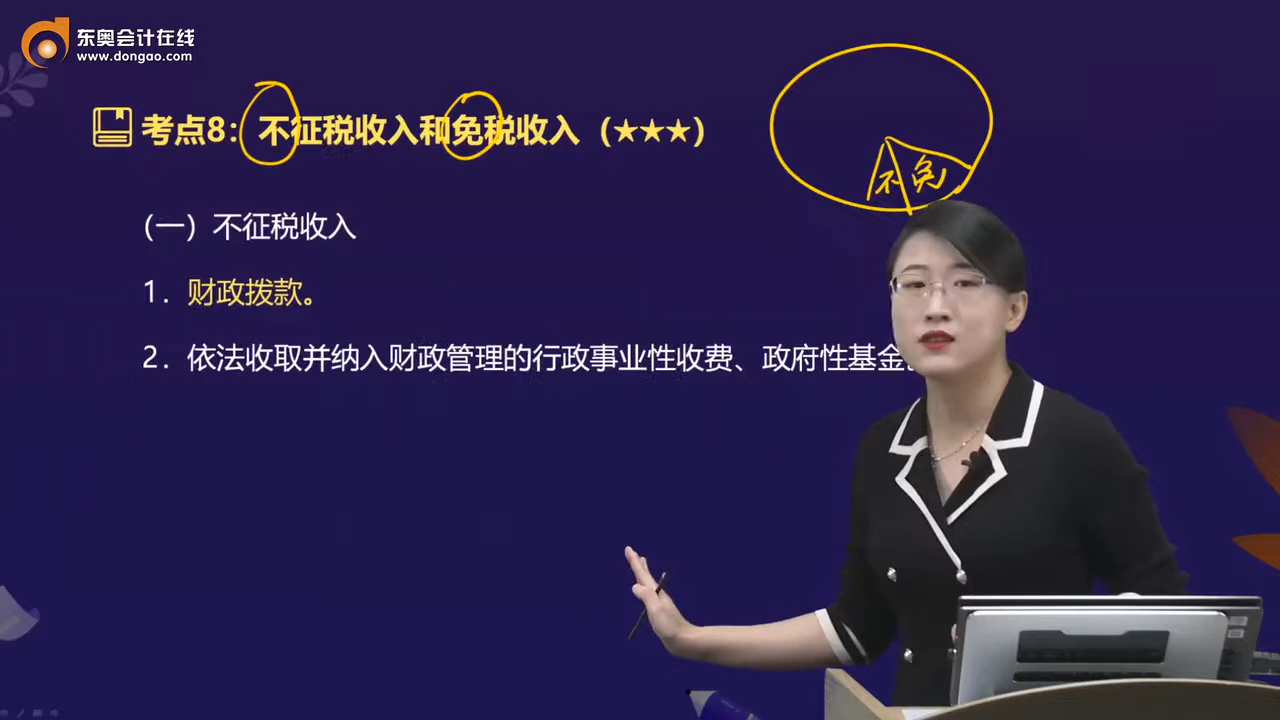 东奥会计在线
www.dongao.com
考点8：不征税收入和免税收入（★★★）
不 免
（一）不征税收入
1．财政拨款。
2．依法收取并纳入财政管理的行政事业性收费、政府性基金。